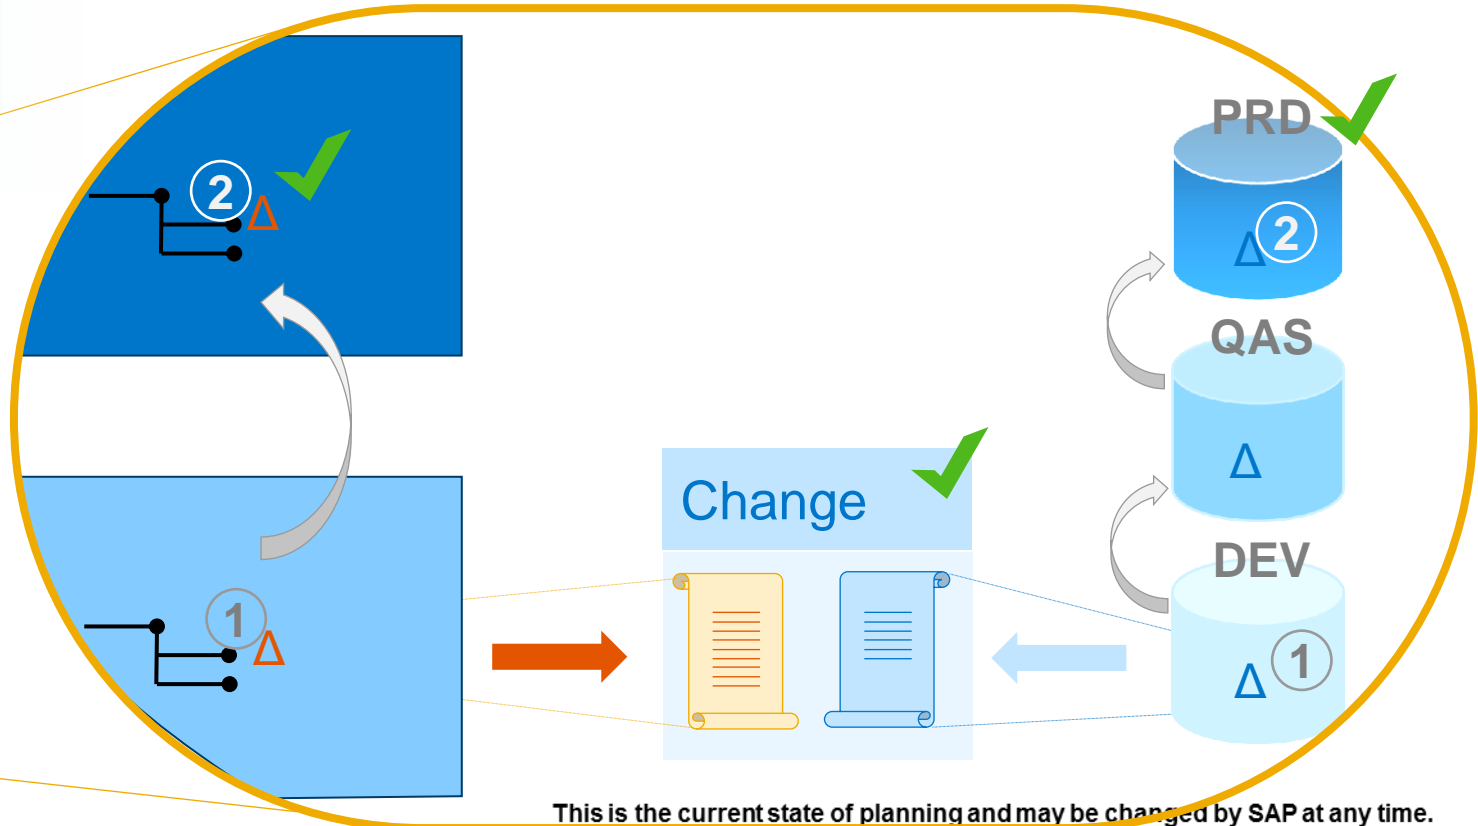 PRD
2
Δ
Δ
2
QAS
Δ
Change
DEV
1
Δ
Δ
1
This is the current state of planning and may be changed by SAP at any time.